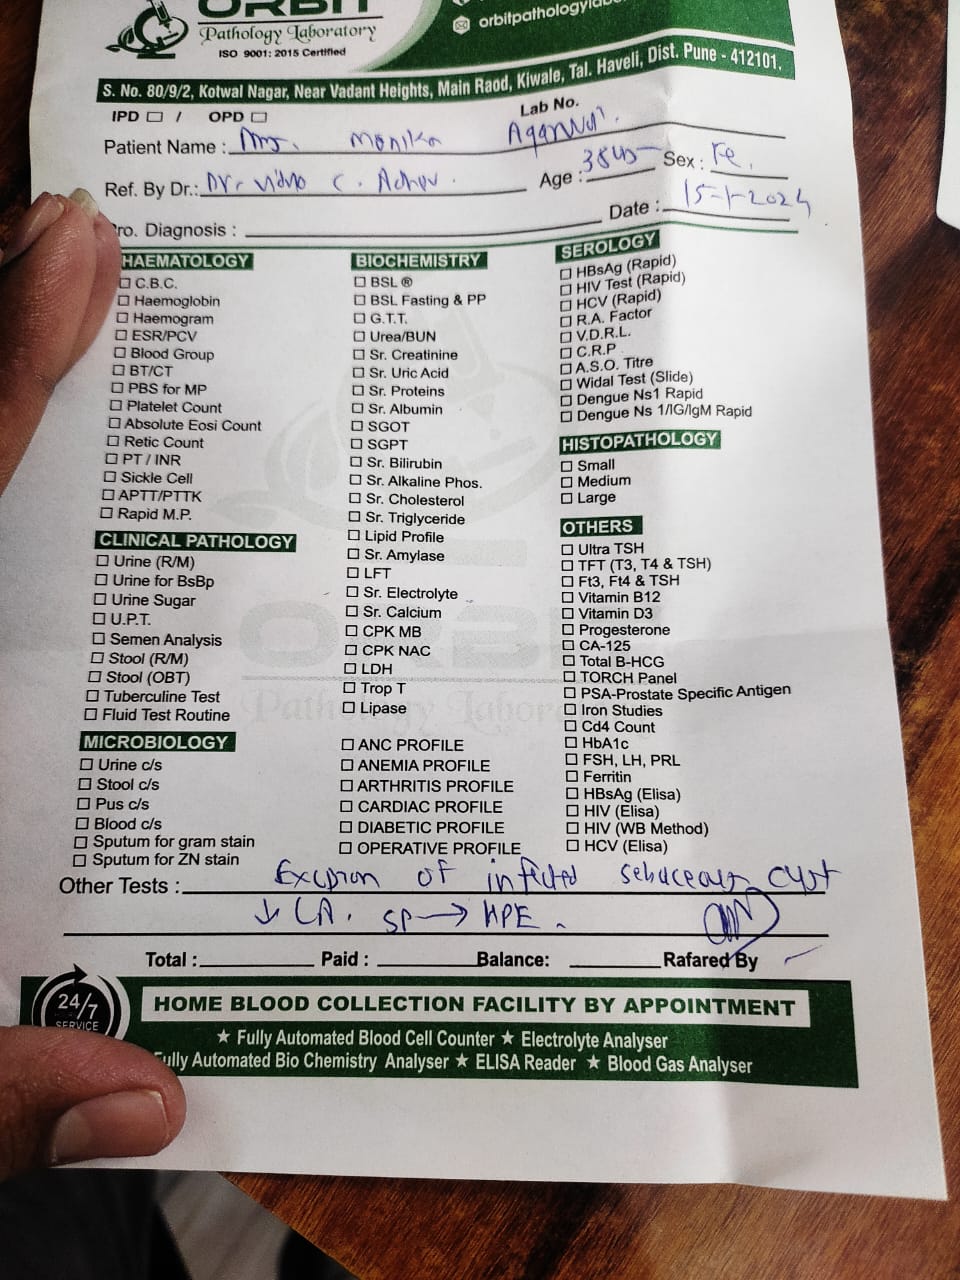 ORBIT
Pathology Laboratory
ISO 9001: 2015 Certified
orbitpathologylabo
S. No. 80/9/2, Kotwal Nagar, Near Vadant Heights, Main Raod, Kiwale, Tal. Haveli, Dist. Pune - 412101.
IPD ☐ / OPD ☐ Lab No.
Patient Name : Mrs. Monika Agarwal.
Ref. By Dr.: Dr. C. Age : 38 Sex : Fe.
Pro. Diagnosis : Date : 15-1-2024
HAEMATOLOGY
☐ C.B.C.
☐ Haemoglobin
☐ Haemogram
☐ ESR/PCV
☐ Blood Group
☐ BT/CT
☐ PBS for MP
☐ Platelet Count
☐ Absolute Eosi Count
☐ Retic Count
☐ PT / INR
☐ Sickle Cell
☐ APTT/PTTK
☐ Rapid M.P.
CLINICAL PATHOLOGY
☐ Urine (R/M)
☐ Urine for BsBp
☐ Urine Sugar
☐ U.P.T.
☐ Semen Analysis
☐ Stool (R/M)
☐ Stool (OBT)
☐ Tuberculine Test
☐ Fluid Test Routine
MICROBIOLOGY
☐ Urine c/s
☐ Stool c/s
☐ Pus c/s
☐ Blood c/s
☐ Sputum for gram stain
☐ Sputum for ZN stain
BIOCHEMISTRY
☐ BSL ®
☐ BSL Fasting & PP
☐ G.T.T.
☐ Urea/BUN
☐ Sr. Creatinine
☐ Sr. Uric Acid
☐ Sr. Proteins
☐ Sr. Albumin
☐ SGOT
☐ SGPT
☐ Sr. Bilirubin
☐ Sr. Alkaline Phos.
☐ Sr. Cholesterol
☐ Sr. Triglyceride
☐ Lipid Profile
☐ Sr. Amylase
☐ LFT
☐ Sr. Electrolyte
☐ Sr. Calcium
☐ CPK MB
☐ CPK NAC
☐ LDH
☐ Trop T
☐ Lipase
☐ ANC PROFILE
☐ ANEMIA PROFILE
☐ ARTHRITIS PROFILE
☐ CARDIAC PROFILE
☐ DIABETIC PROFILE
☐ OPERATIVE PROFILE
SEROLOGY
☐ HBsAg (Rapid)
☐ HIV Test (Rapid)
☐ HCV (Rapid)
☐ R.A. Factor
☐ V.D.R.L.
☐ C.R.P
☐ A.S.O. Titre
☐ Widal Test (Slide)
☐ Dengue Ns1 Rapid
☐ Dengue Ns 1/IG/IgM Rapid
HISTOPATHOLOGY
☐ Small
☐ Medium
☐ Large
OTHERS
☐ Ultra TSH
☐ TFT (T3, T4 & TSH)
☐ Ft3, Ft4 & TSH
☐ Vitamin B12
☐ Vitamin D3
☐ Progesterone
☐ CA-125
☐ Total B-HCG
☐ TORCH Panel
☐ PSA-Prostate Specific Antigen
☐ Iron Studies
☐ Cd4 Count
☐ HbA1c
☐ FSH, LH, PRL
☐ Ferritin
☐ HBsAg (Elisa)
☐ HIV (Elisa)
☐ HIV (WB Method)
☐ HCV (Elisa)
ORBIT
Pathology Laboratory
Other Tests : Excision of infected sebaceous cyst
↓ LA. SP → HPE.
Total : Paid : Balance: Rafared By
24/7
SERVICE
HOME BLOOD COLLECTION FACILITY BY APPOINTMENT
★ Fully Automated Blood Cell Counter ★ Electrolyte Analyser
Fully Automated Bio Chemistry Analyser ★ ELISA Reader ★ Blood Gas Analyser